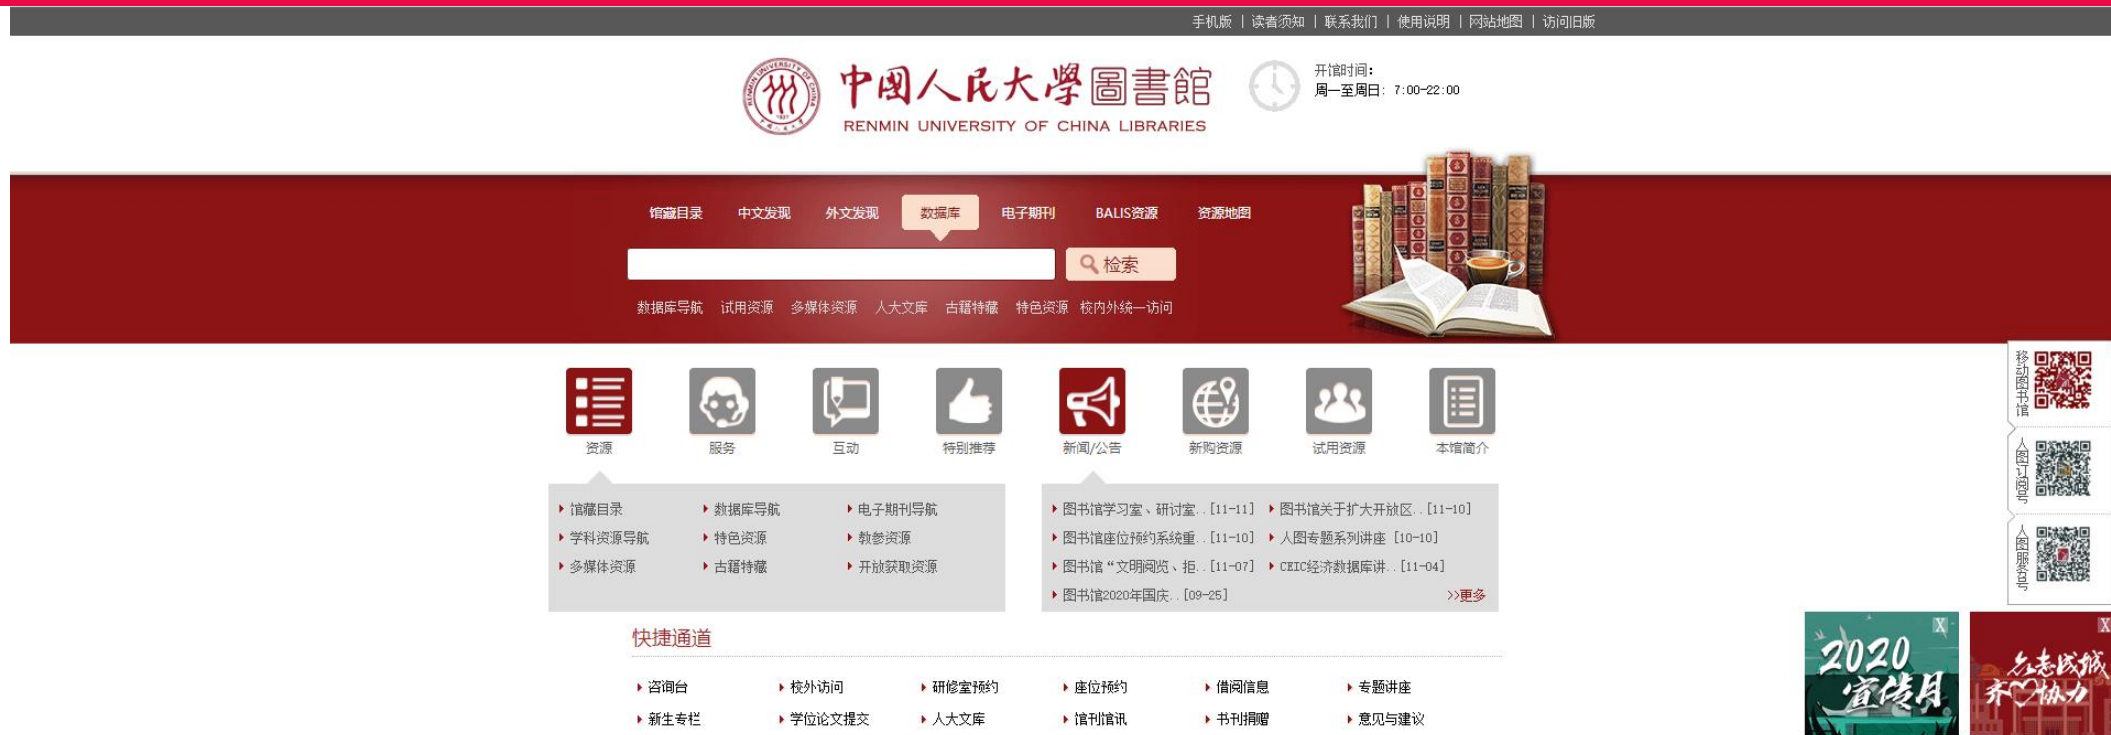 手机版 | 读者须知 | 联系我们 | 使用说明 | 网站地图 | 访问旧版
中国人民大學圖書館
RENMIN UNIVERSITY OF CHINA LIBRARIES
开馆时间：
周一至周日：7:00-22:00
馆藏目录 中文发现 外文发现 数据库 电子期刊 BALIS资源 资源地图
检索
数据库导航 试用资源 多媒体资源 人大文库 古籍特藏 特色资源 校内外统一访问
资源 服务 互动 特别推荐 新闻/公告 新购资源 试用资源 本馆简介
馆藏目录 数据库导航 电子期刊导航
学科资源导航 特色资源 教参资源
多媒体资源 古籍特藏 开放获取资源
图书馆学习室、研讨室..[11-11] 图书馆关于扩大开放区..[11-10]
图书馆座位预约系统重..[11-10] 人图专题系列讲座 [10-10]
图书馆“文明阅览、拒..[11-07] CEIC经济数据库讲..[11-04]
图书馆2020年国庆..[09-25] >>更多
快捷通道
咨询台 校外访问 研修室预约 座位预约 借阅信息 专题讲座
新生专栏 学位论文提交 人大文库 馆刊馆讯 书刊捐赠 意见与建议
移动图书馆
人图订阅号
人图服务号
X
2020
宣传月
X
众志成城
齐心协力